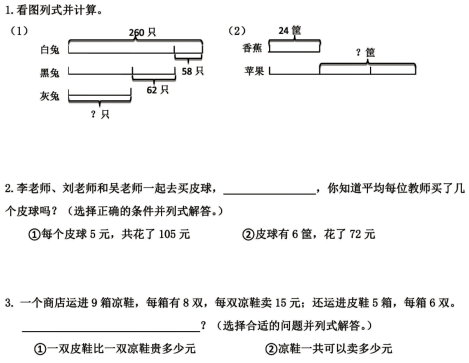 1.看图列式并计算。
（1） （2）
260 只
白兔
58 只
黑兔
62 只
灰兔
？只
24 筐
香蕉
？筐
苹果
2.李老师、刘老师和吴老师一起去买皮球，______________，你知道平均每位教师买了几
个皮球吗？（选择正确的条件并列式解答。）
①每个皮球 5 元，共花了 105 元 ②皮球有 6 筐，花了 72 元
3. 一个商店运进 9 箱凉鞋，每箱有 8 双，每双凉鞋卖 15 元；还运进皮鞋 5 箱，每箱 6 双。
__________________________？（选择合适的问题并列式解答。）
①一双皮鞋比一双凉鞋贵多少元 ②凉鞋一共可以卖多少元